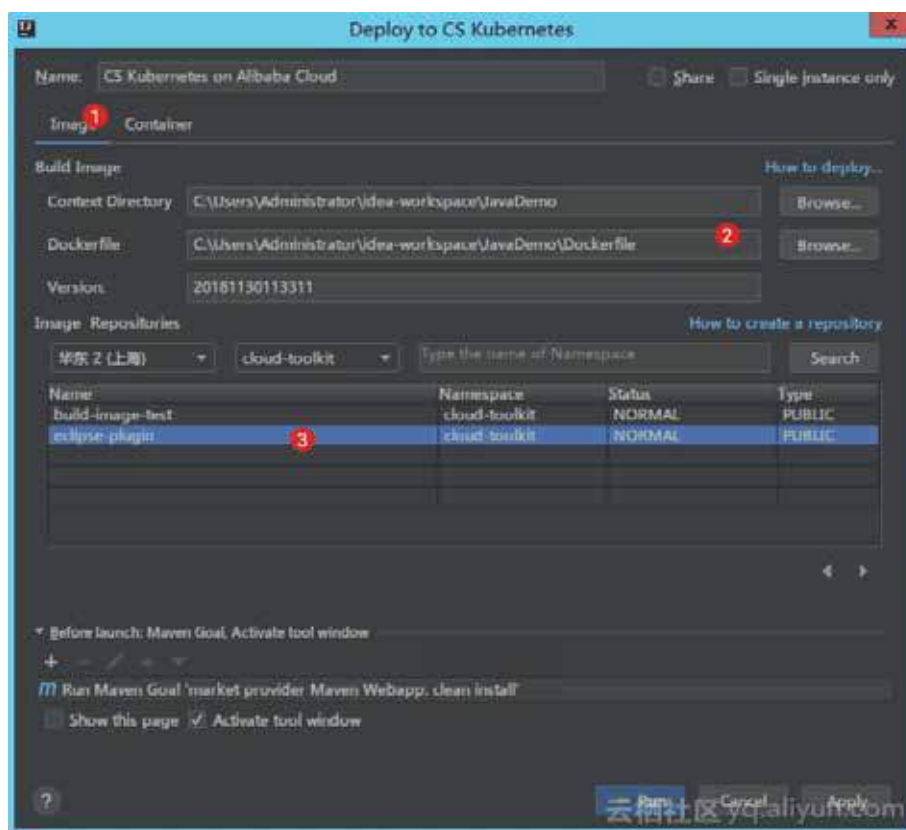 Deploy to CS Kubernetes
Name: CS Kubernetes on Alibaba Cloud Share Single instance only
Image 1 Container
Build Image How to deploy...
Context Directory C:\Users\Administrator\idea-workspace\JavaDemo Browse...
Dockerfile C:\Users\Administrator\idea-workspace\JavaDemo\Dockerfile 2 Browse...
Version: 20181130113311
Image Repositories How to create a repository
华东 2 (上海) cloud-toolkit Type the name of Namespace Search
Name Namespace Status Type
build-image-test cloud-toolkit NORMAL PUBLIC
eclipse-plugin 3 cloud-toolkit NORMAL PUBLIC
Before launch: Maven Goal, Activate tool window
m Run Maven Goal 'market provider Maven Webapp. clean install'
Show this page Activate tool window
? Run Cancel Apply
云栖社区 yq.aliyun.com